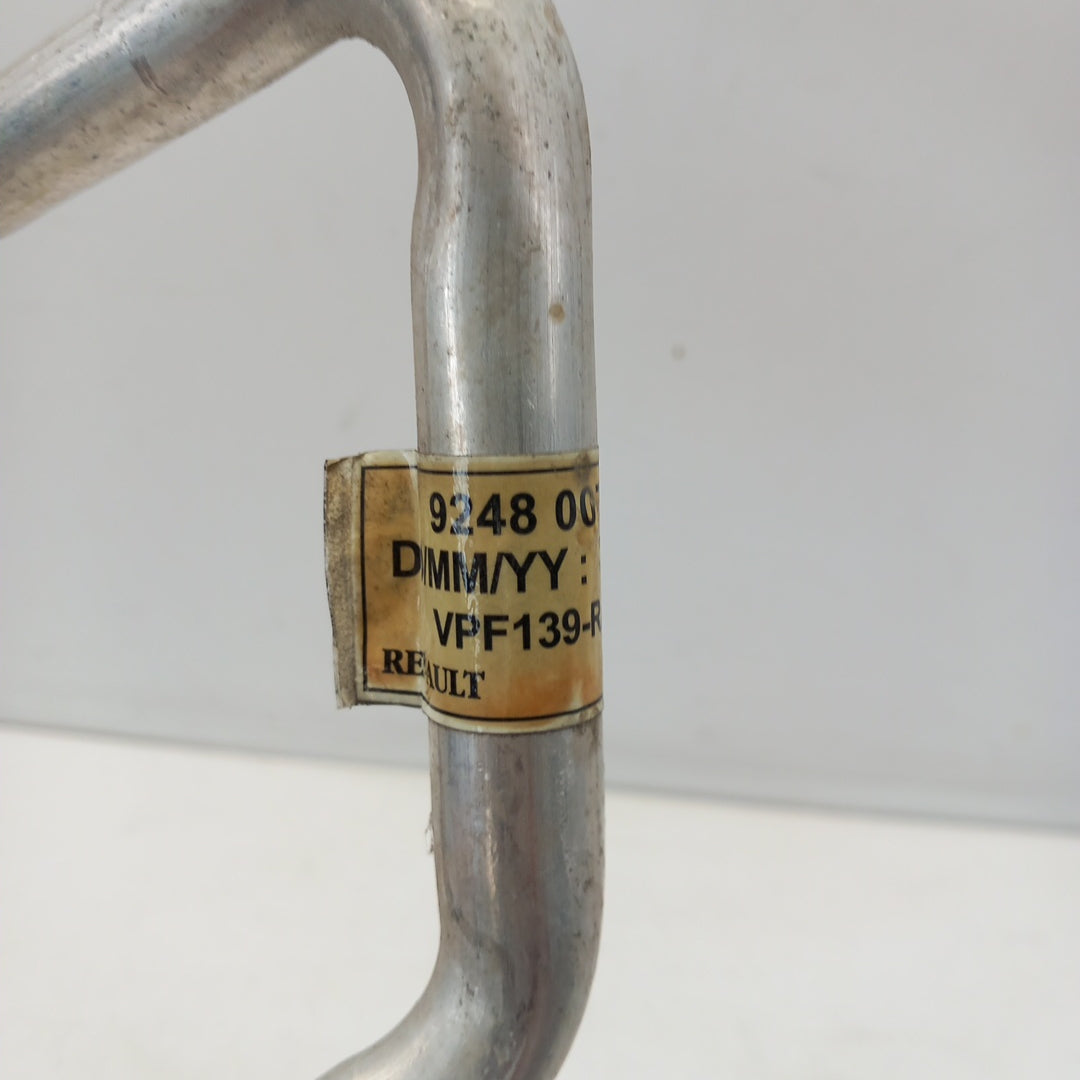 9248 00
D/MM/YY :
VPF139-R
RENAULT